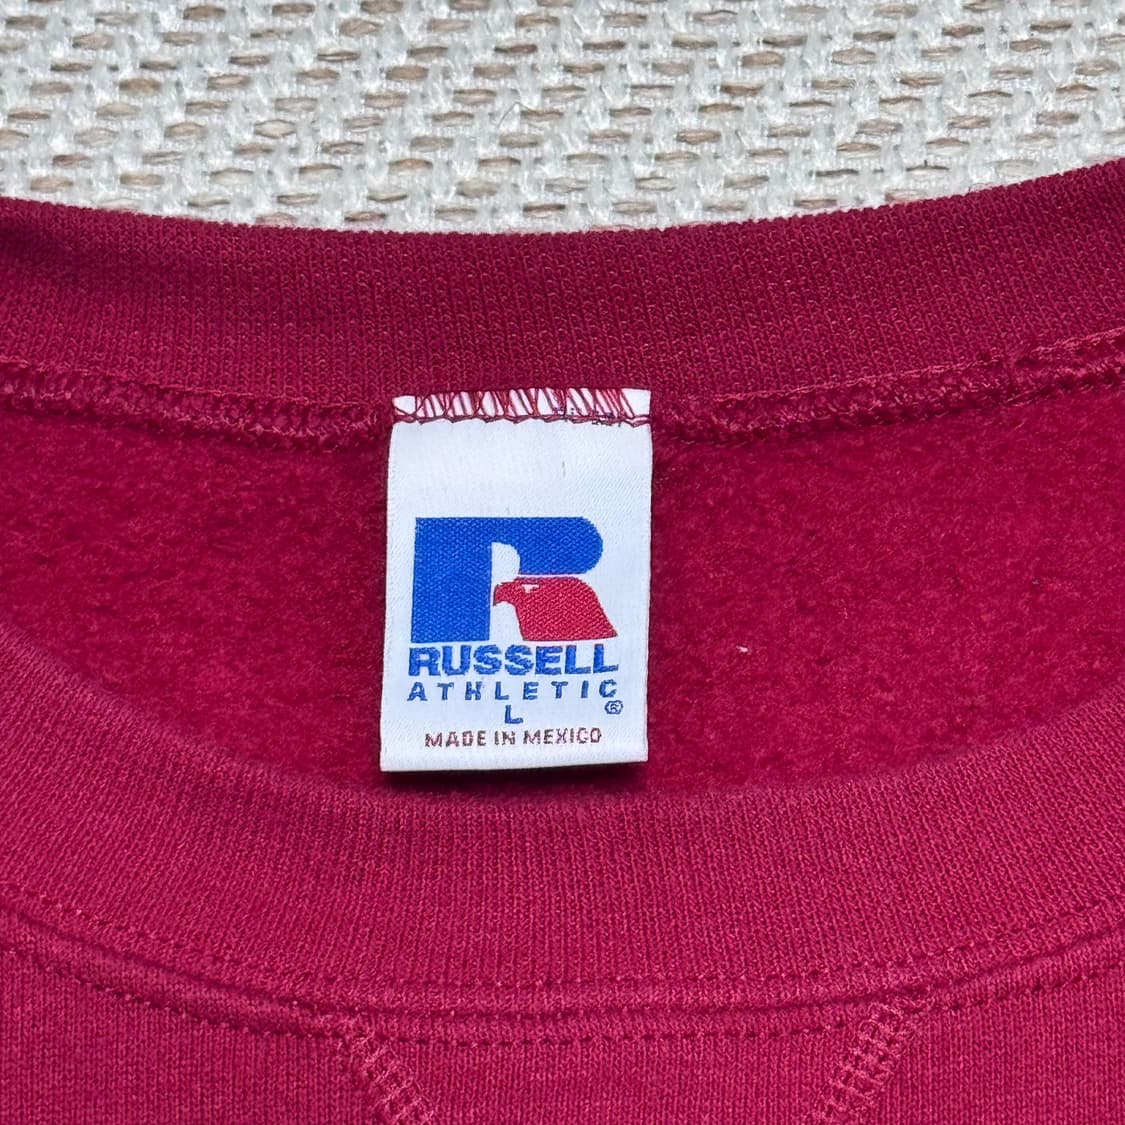 R
RUSSELL
ATHLETIC
L ®
MADE IN MEXICO